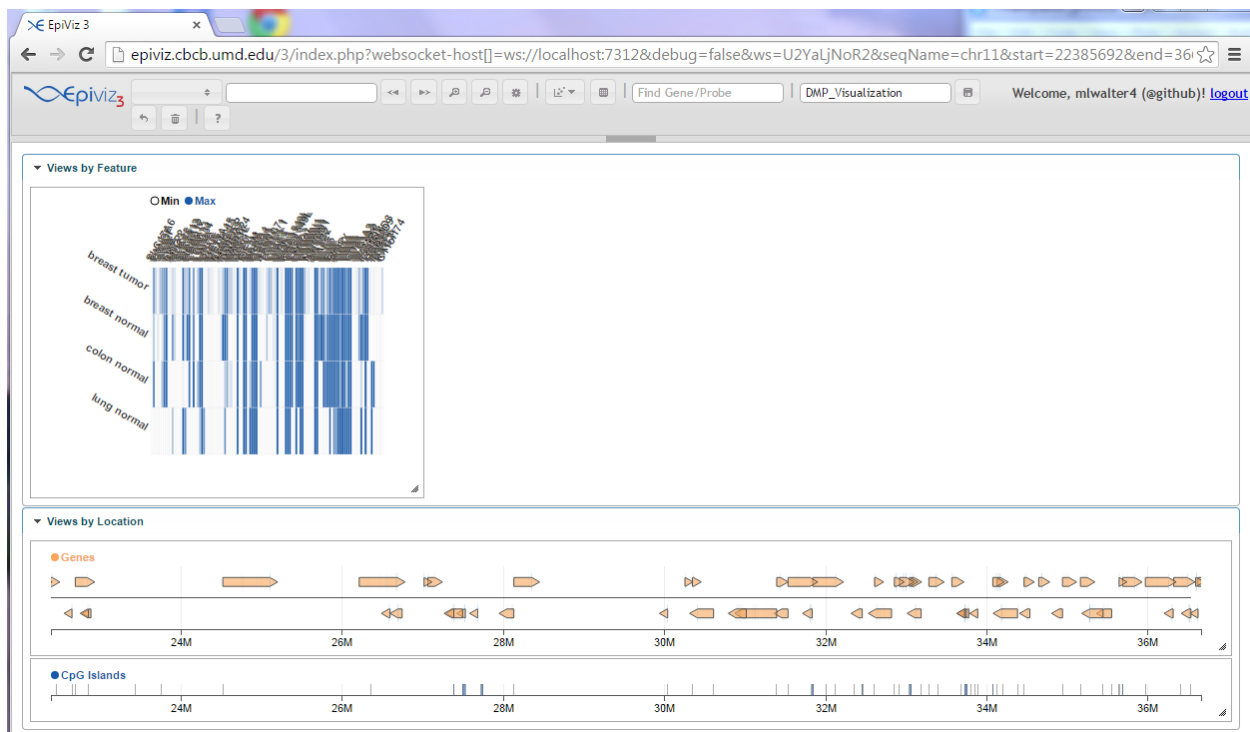 EpiViz 3 ×
epiviz.cbcb.umd.edu/3/index.php?websocket-host[]=ws://localhost:7312&debug=false&ws=U2YaLjNoR2&seqName=chr11&start=22385692&end=36
Epiviz3 Find Gene/Probe DMP_Visualization Welcome, mlwalter4 (@github)! logout
?
Views by Feature
Min Max
breast tumor
breast normal
colon normal
lung normal
Views by Location
Genes
24M 26M 28M 30M 32M 34M 36M
CpG Islands
24M 26M 28M 30M 32M 34M 36M